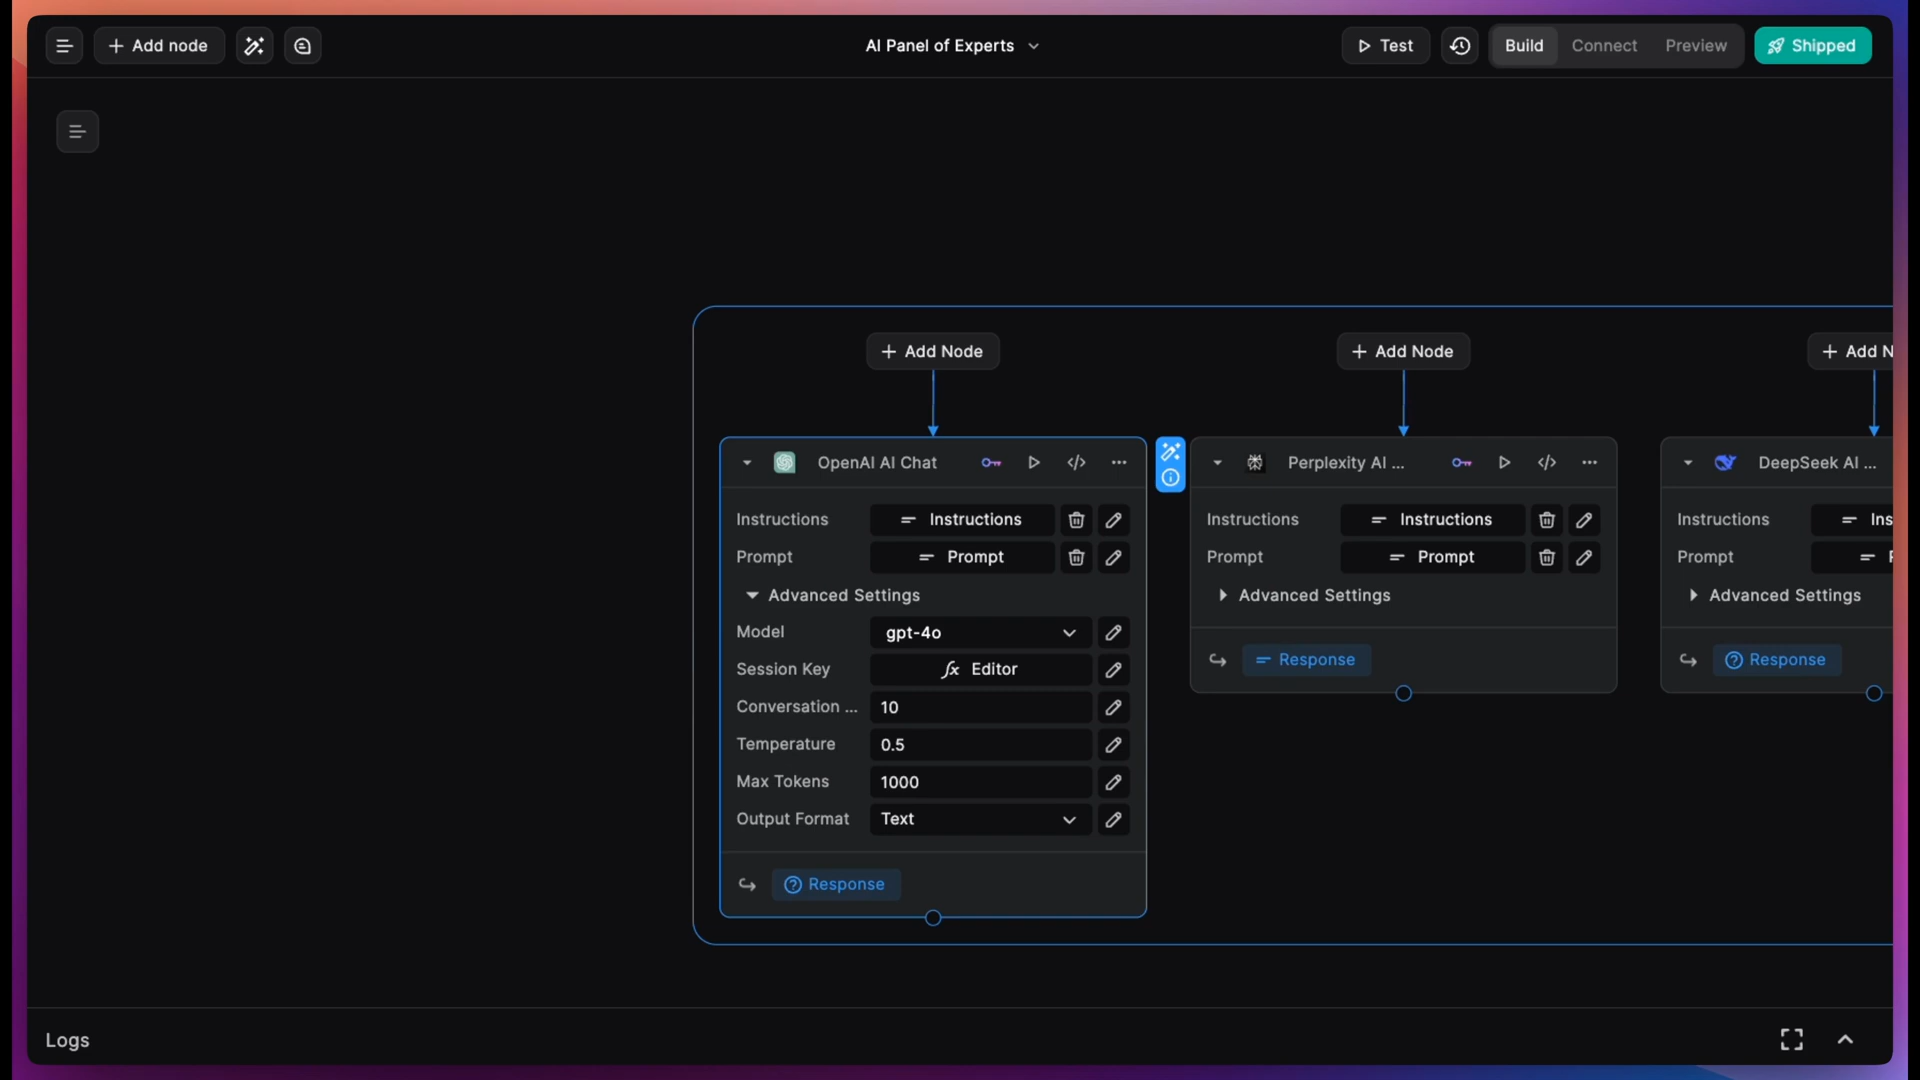 Add node
AI Panel of Experts
Test
Build
Connect
Preview
Shipped
Add Node
Add Node
Add N
OpenAI AI Chat
Perplexity AI ...
DeepSeek AI ...
Instructions
Instructions
Instructions
Instructions
Instructions
Ins
Prompt
Prompt
Prompt
Prompt
Prompt
Advanced Settings
Advanced Settings
Advanced Settings
Model
gpt-4o
Session Key
fx Editor
Response
Response
Conversation ...
10
Temperature
0.5
Max Tokens
1000
Output Format
Text
Response
Logs